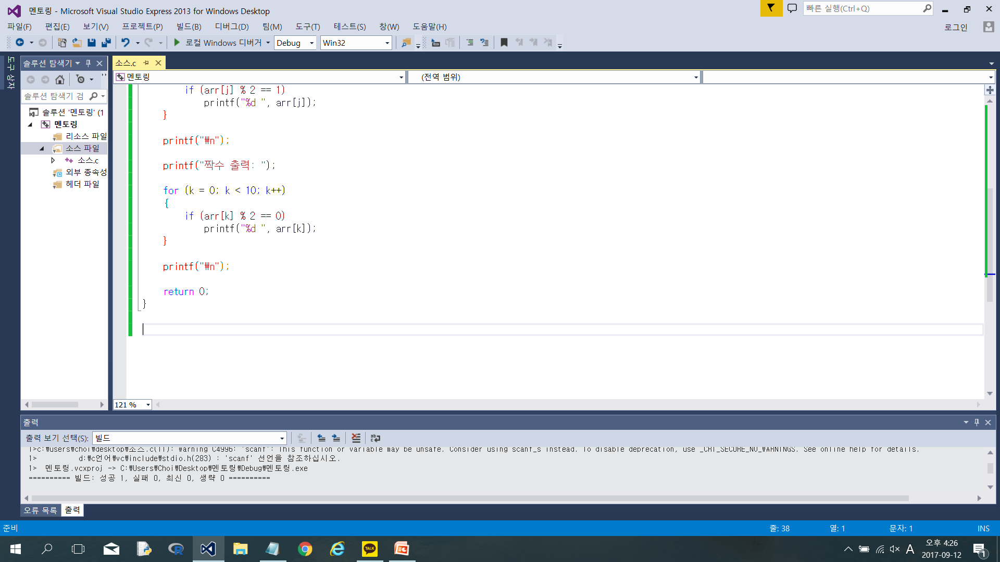 멘토링 - Microsoft Visual Studio Express 2013 for Windows Desktop
빠른 실행(Ctrl+Q)
파일(F) 편집(E) 보기(V) 프로젝트(P) 빌드(B) 디버그(D) 팀(M) 도구(T) 테스트(S) 창(W) 도움말(H)
로그인
로컬 Windows 디버거 Debug Win32
도구 상자
솔루션 탐색기
솔루션 탐색기 검
솔루션 '멘토링' (1
멘토링
리소스 파일
소스 파일
소스.c
외부 종속성
헤더 파일
소스.c
멘토링 (전역 범위)
if (arr[j] % 2 == 1)
printf("%d ", arr[j]);
}
printf("₩n");
printf("짝수 출력: ");
for (k = 0; k < 10; k++)
{
if (arr[k] % 2 == 0)
printf("%d ", arr[k]);
}
printf("₩n");
return 0;
}
121 %
출력
출력 보기 선택(S): 빌드
1>c:₩users₩choi₩desktop₩소스.c(11): warning C4996: 'scanf': This function or variable may be unsafe. Consider using scanf_s instead. To disable deprecation, use _CRT_SECURE_NO_WARNINGS. See online help for details.
1> d:₩c언어₩vc₩include₩stdio.h(283) : 'scanf' 선언을 참조하십시오.
1> 멘토링.vcxproj -> C:₩Users₩Choi₩Desktop₩멘토링₩Debug₩멘토링.exe
========== 빌드: 성공 1, 실패 0, 최신 0, 생략 0 ==========
오류 목록 출력
준비 줄: 38 열: 1 문자: 1 INS
R TALK A
오후 4:26
2017-09-12
1